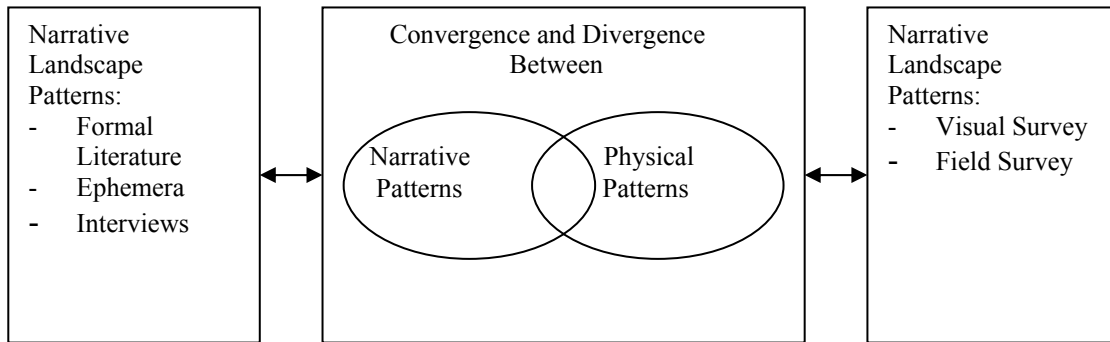 Narrative
Landscape
Patterns:
- Formal
Literature
- Ephemera
- Interviews
Convergence and Divergence
Between
Narrative
Patterns
Physical
Patterns
Narrative
Landscape
Patterns:
- Visual Survey
- Field Survey